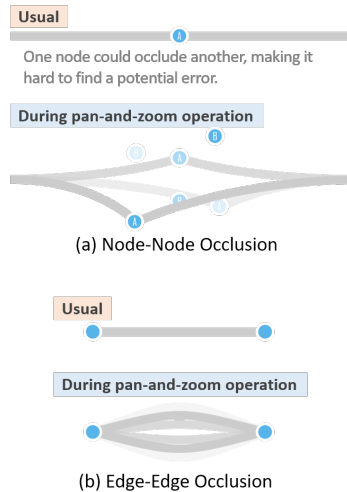 Usual
A
One node could occlude another, making it
hard to find a potential error.
During pan-and-zoom operation
B
B
A
B
B
A
(a) Node-Node Occlusion
Usual
During pan-and-zoom operation
(b) Edge-Edge Occlusion